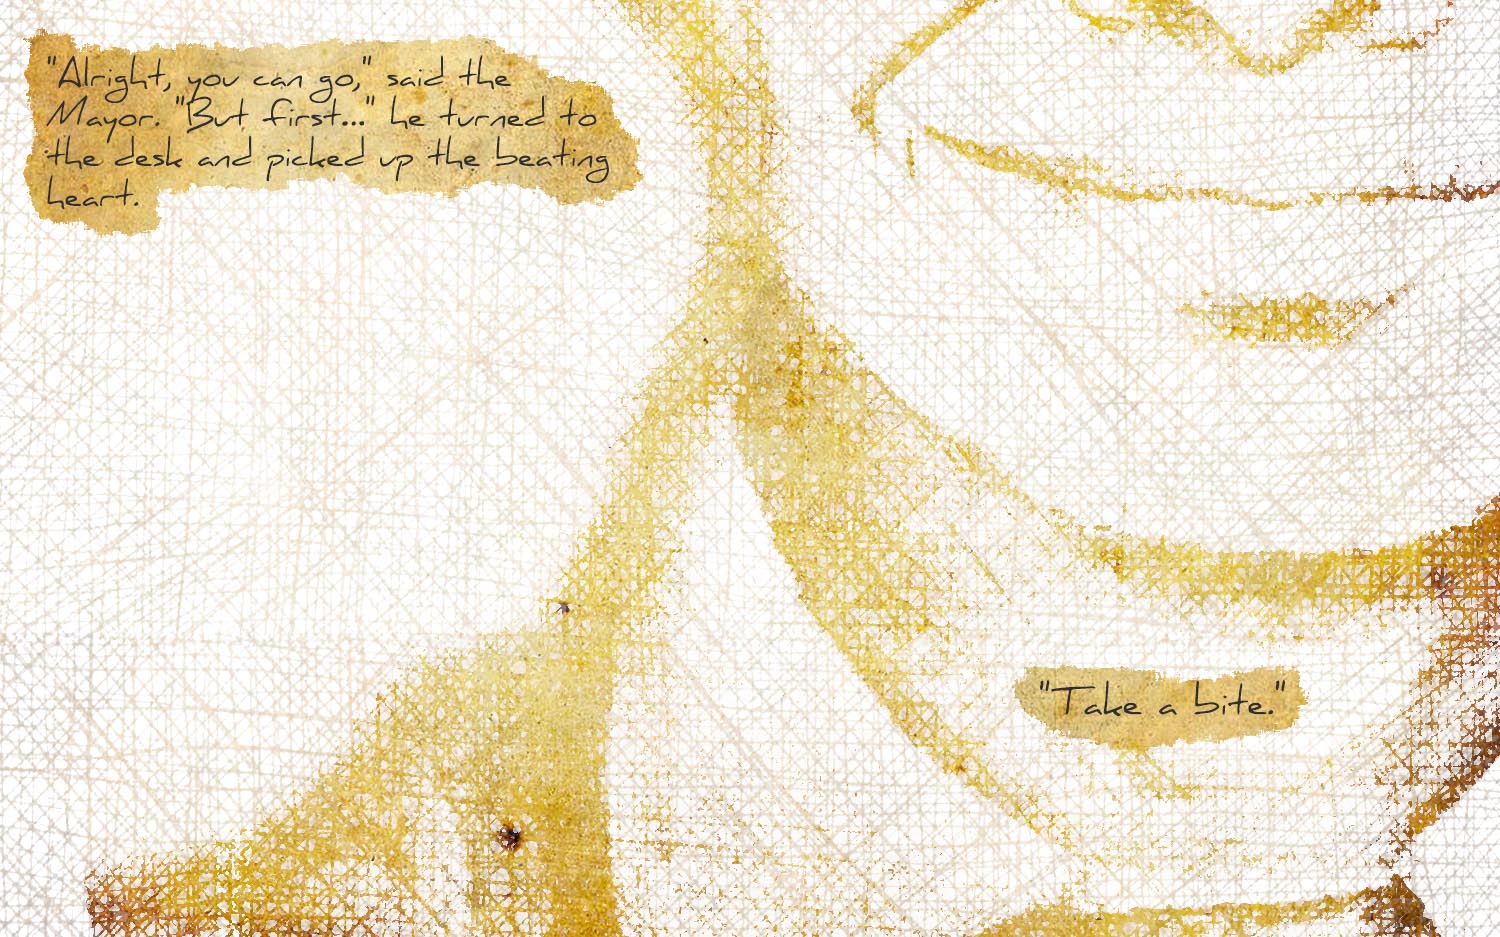 "Alright, you can go," said the
Mayor. "But first..." he turned to
the desk and picked up the beating
heart.
"Take a bite."